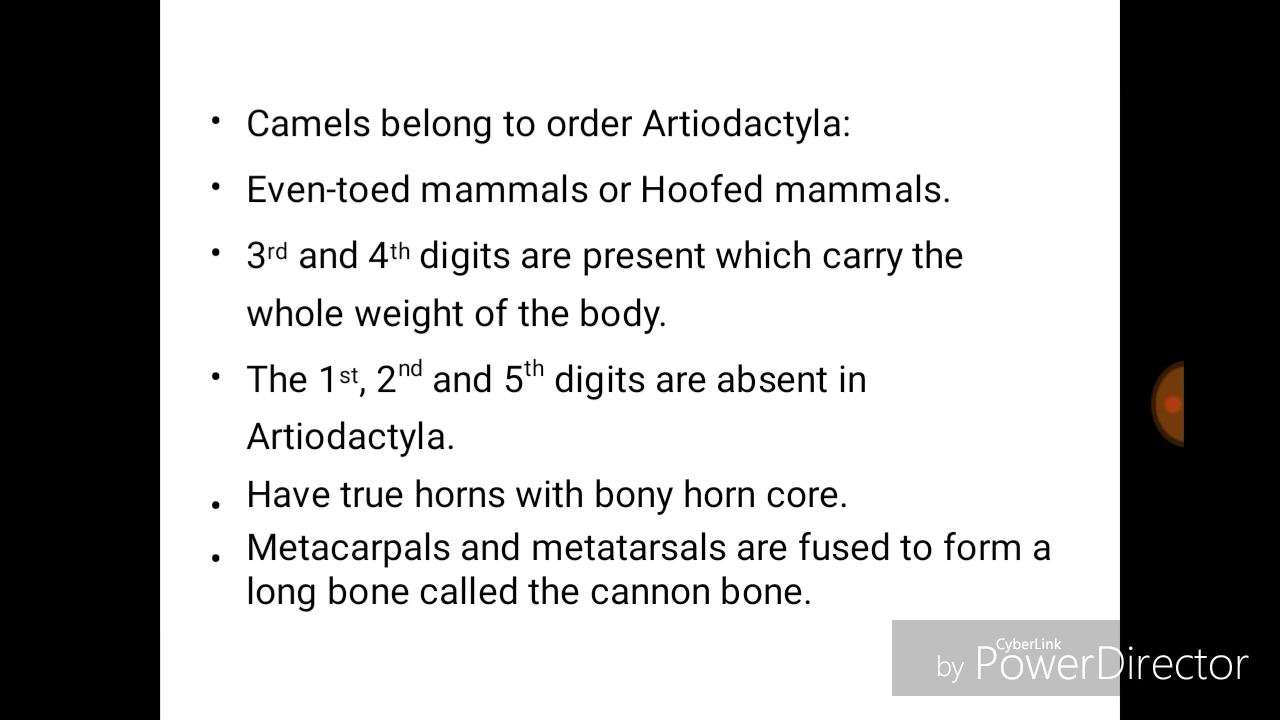 • Camels belong to order Artiodactyla:
• Even-toed mammals or Hoofed mammals.
• 3rd and 4th digits are present which carry the
whole weight of the body.
• The 1st, 2nd and 5th digits are absent in
Artiodactyla.
• Have true horns with bony horn core.
• Metacarpals and metatarsals are fused to form a
long bone called the cannon bone.
CyberLink
by PowerDirector